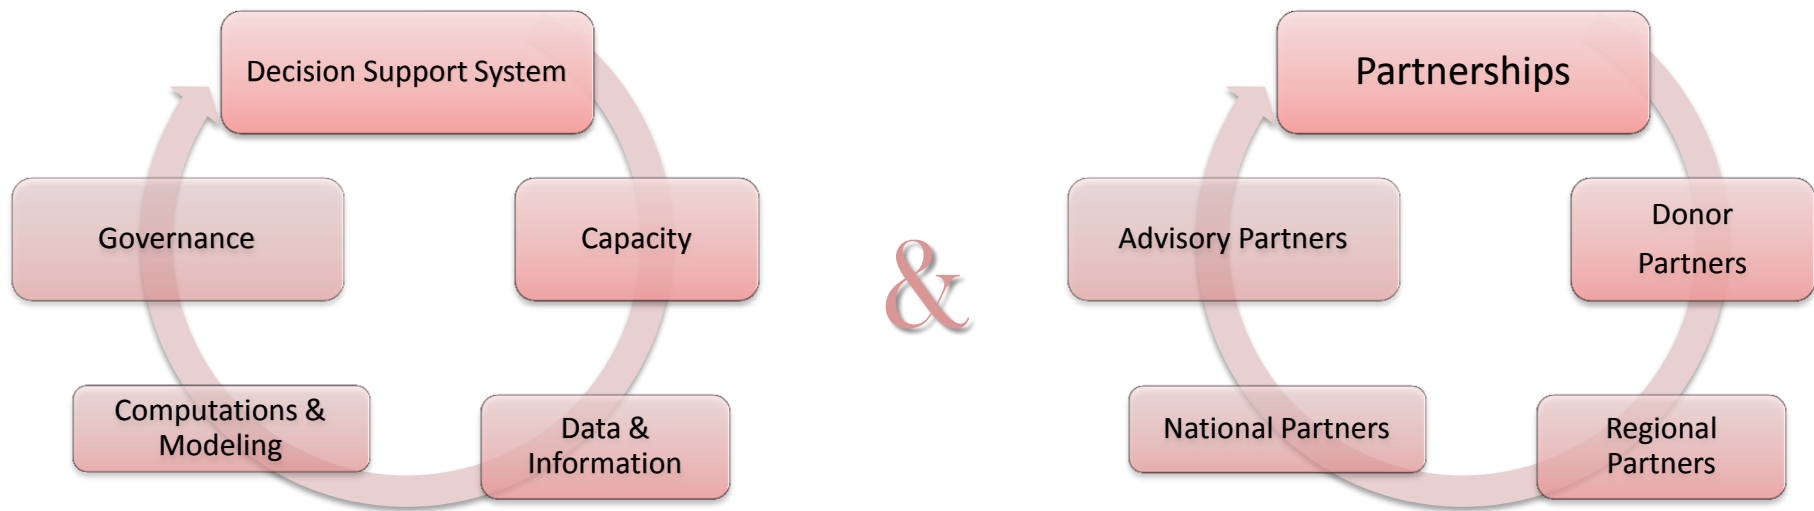 Decision Support System
Governance
Capacity
Computations &
Modeling
Data &
Information
&
Partnerships
Advisory Partners
Donor
Partners
National Partners
Regional
Partners